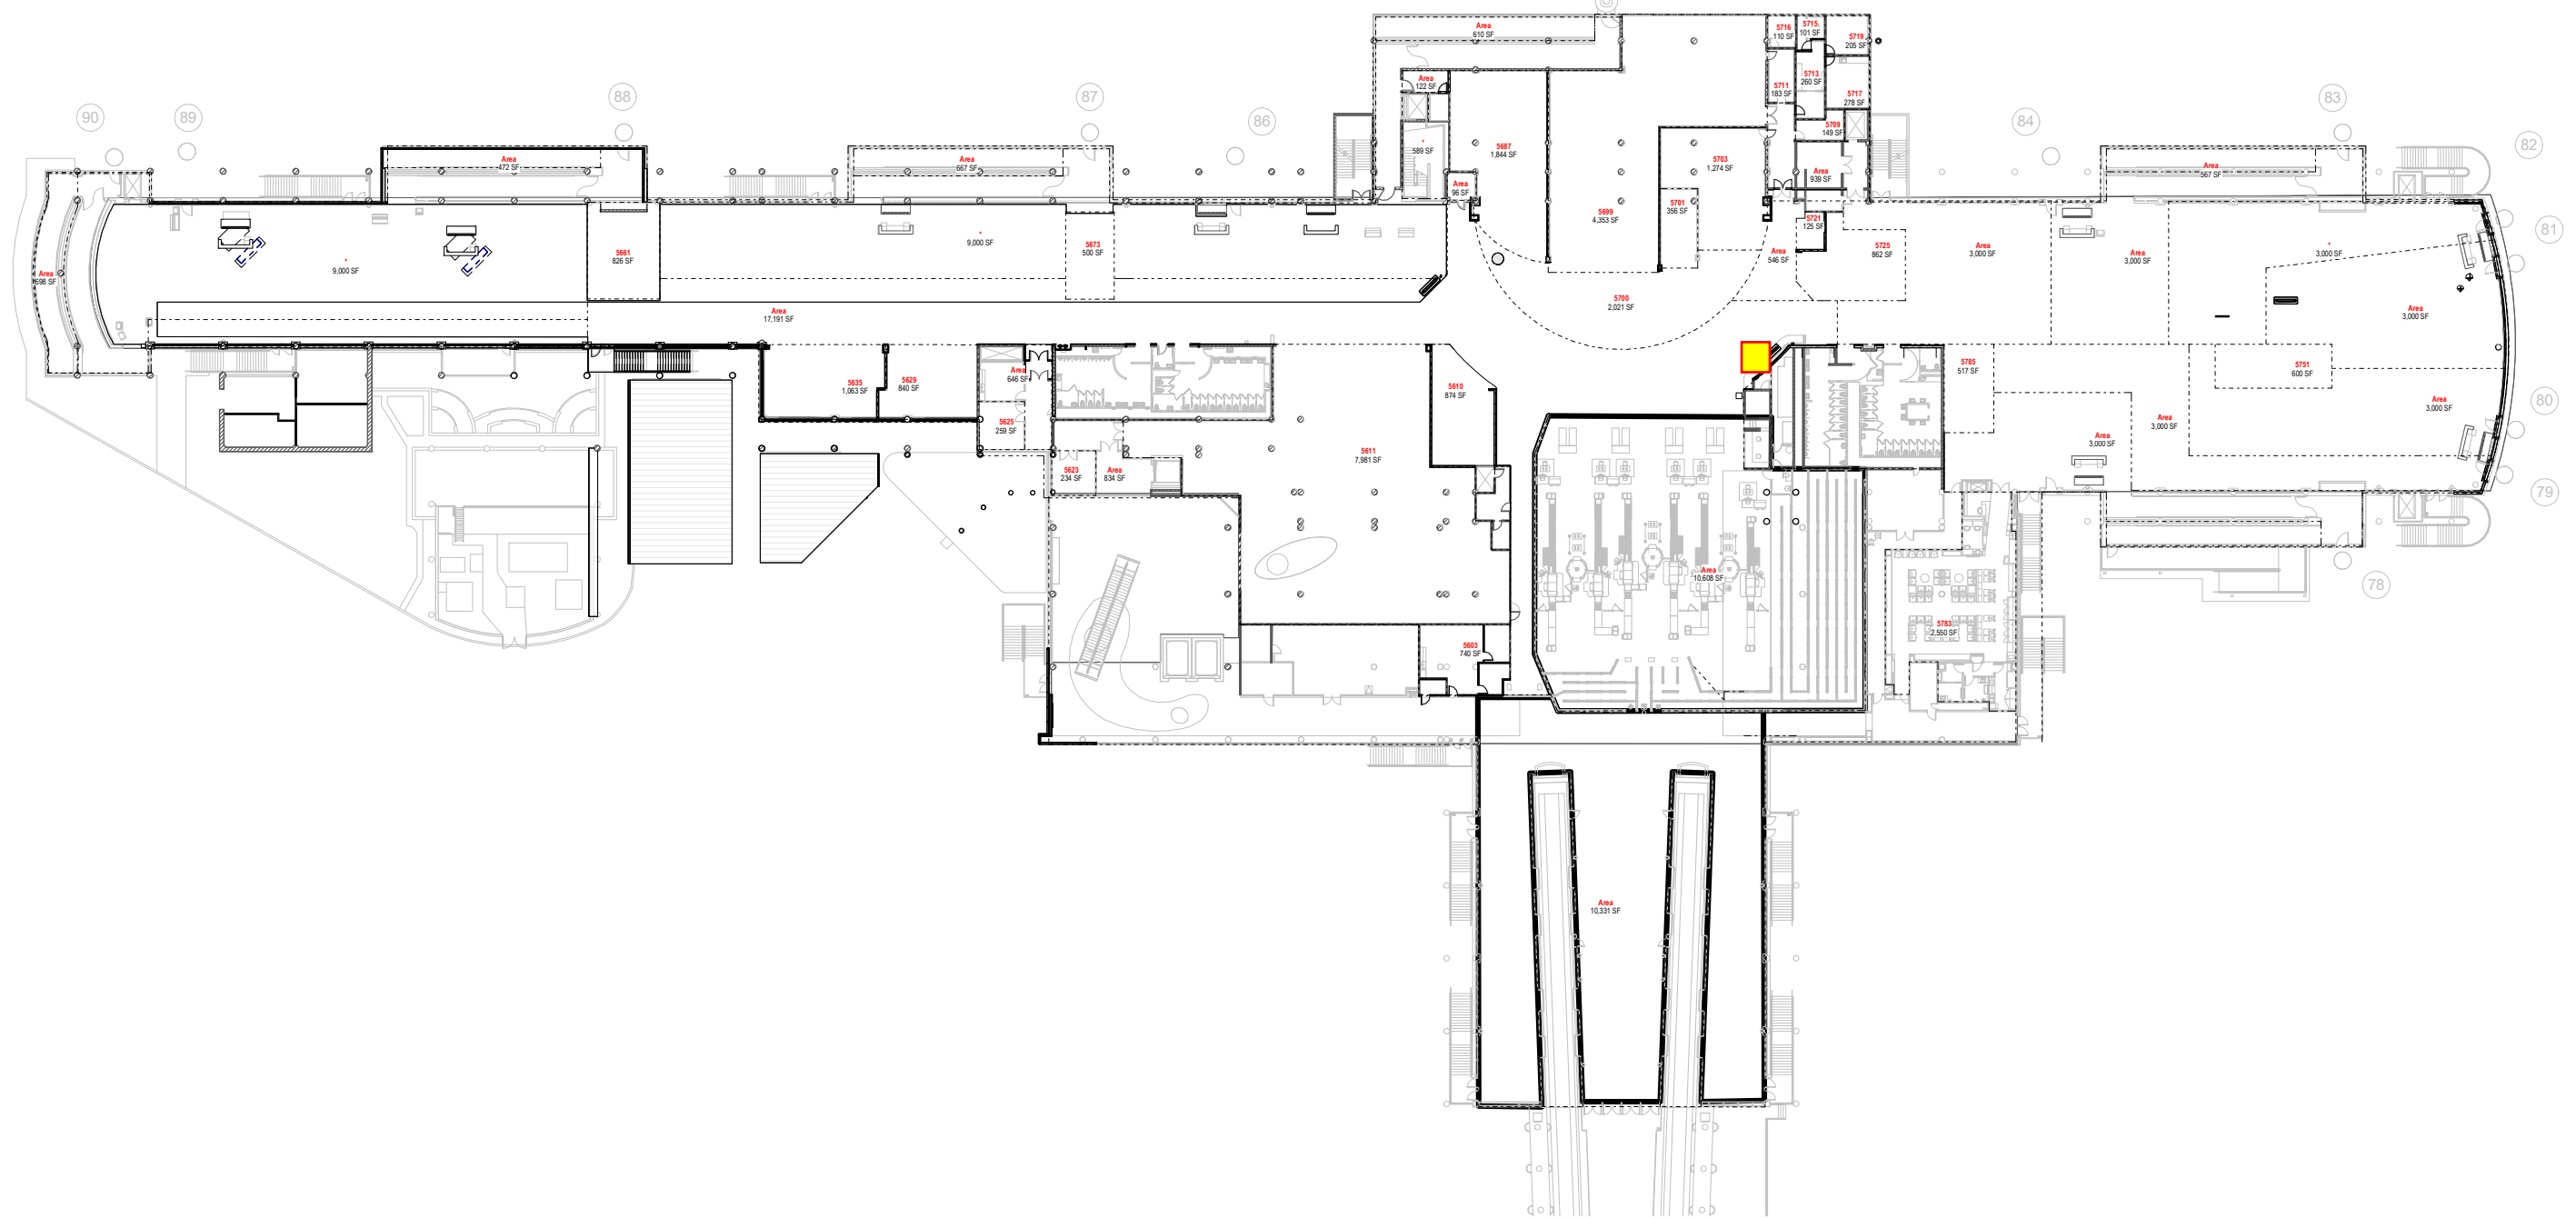 Area
610 SF
5716
110 SF
5715
101 SF
5719
205 SF
5713
260 SF
5711
183 SF
5717
278 SF
5709
149 SF
Area
122 SF
90
89
88
87
86
84
83
82
81
80
79
78
Area
472 SF
Area
667 SF
*
589 SF
5687
1,844 SF
5703
1,274 SF
Area
939 SF
Area
567 SF
Area
96 SF
5701
356 SF
5699
4,353 SF
5721
125 SF
Area
698 SF
*
9,000 SF
5661
826 SF
*
9,000 SF
5673
500 SF
Area
546 SF
5725
862 SF
Area
3,000 SF
Area
3,000 SF
*
3,000 SF
Area
17,191 SF
5700
2,021 SF
Area
3,000 SF
5635
1,063 SF
5629
840 SF
Area
646 SF
5610
874 SF
5785
517 SF
5751
600 SF
5625
259 SF
Area
3,000 SF
Area
3,000 SF
Area
3,000 SF
5623
234 SF
Area
834 SF
5611
7,981 SF
Area
10,608 SF
5783
2,550 SF
5603
740 SF
Area
10,331 SF